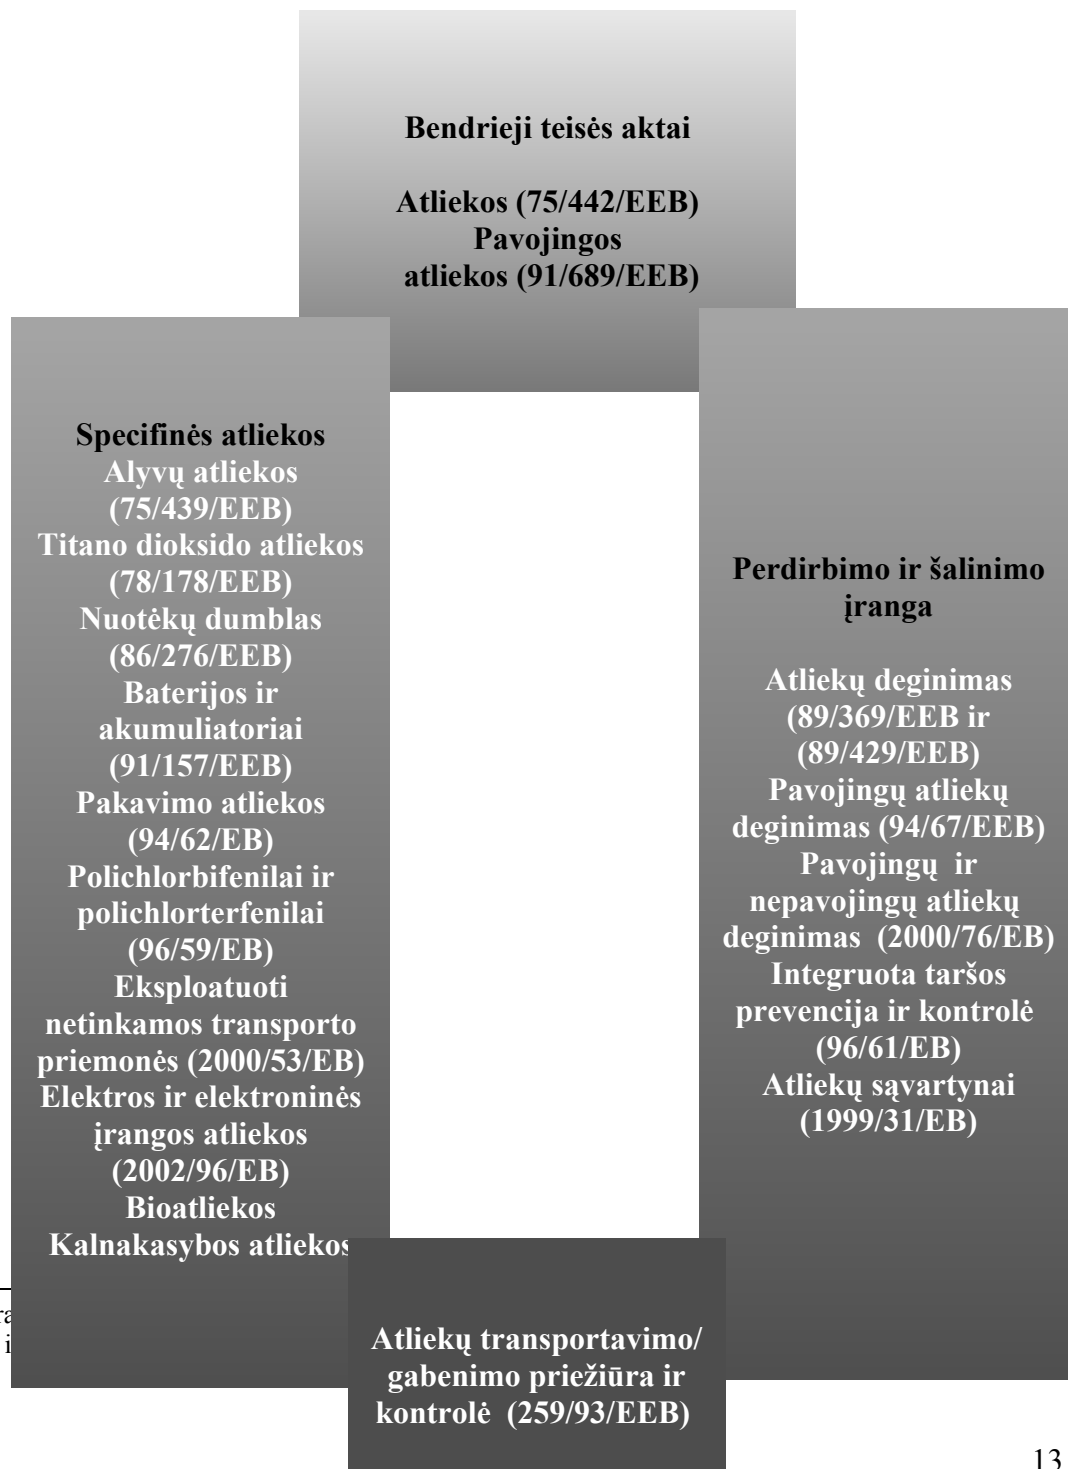 Bendrieji teisės aktai
Atliekos (75/442/EEB)
Pavojingos
atliekos (91/689/EEB)
Specifinės atliekos
Alyvų atliekos
(75/439/EEB)
Titano dioksido atliekos
(78/178/EEB)
Nuotėkų dumblas
(86/276/EEB)
Baterijos ir
akumuliatoriai
(91/157/EEB)
Pakavimo atliekos
(94/62/EB)
Polichlorbifenilai ir
polichlorterfenilai
(96/59/EB)
Eksploatuoti
netinkamos transporto
priemonės (2000/53/EB)
Elektros ir elektroninės
įrangos atliekos
(2002/96/EB)
Bioatliekos
Kalnakasybos atliekos
Perdirbimo ir šalinimo
įranga
Atliekų deginimas
(89/369/EEB ir
(89/429/EEB)
Pavojingų atliekų
deginimas (94/67/EEB)
Pavojingų ir
nepavojingų atliekų
deginimas (2000/76/EB)
Integruota taršos
prevencija ir kontrolė
(96/61/EB)
Atliekų sąvartynai
(1999/31/EB)
Atliekų transportavimo/
gabenimo priežiūra ir
kontrolė (259/93/EEB)
13